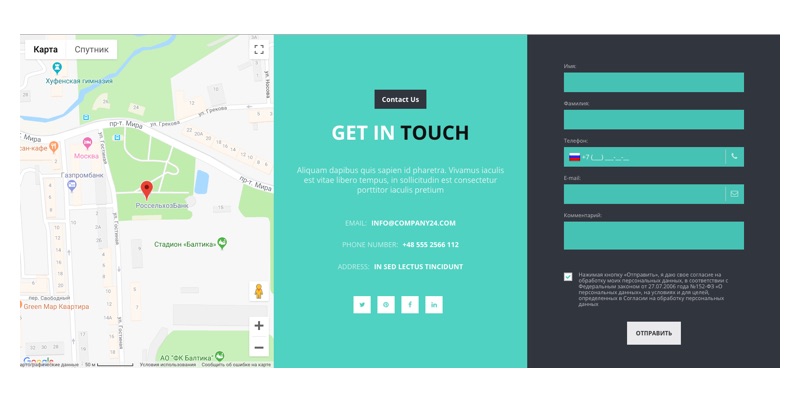 Карта
Спутник
Хуфенская гимназия
ул. Грекова
ул. Грекова
ул. Носова
Мира
пр-т. Мира
ул. Гостиная
Москва
Газпромбанк
РоссельхозБанк
пр-т. Мира
Стадион «Балтика»
ул. Гостиная
пер. Свободный
Green Map Квартира
ул. Гостиная
АО "ФК Балтика"
Google
Картографические данные
50 м
Условия использования
Сообщить об ошибке на карте
Contact Us
GET IN TOUCH
Aliquam dapibus quis sapien id pharetra. Vivamus iaculis
est vitae libero tempus, in sollicitudin est consectetur
porttitor iaculis pretium
EMAIL: INFO@COMPANY24.COM
PHONE NUMBER: +48 555 2566 112
ADDRESS: IN SED LECTUS TINCIDUNT
Имя:
Фамилия:
Телефон:
+7 (___) ___-__-__
E-mail:
Комментарий:
Нажимая кнопку «Отправить», я даю свое согласие на
обработку моих персональных данных, в соответствии с
Федеральным законом от 27.07.2006 года №152-ФЗ «О
персональных данных», на условиях и для целей,
определенных в Согласии на обработку персональных
данных
ОТПРАВИТЬ